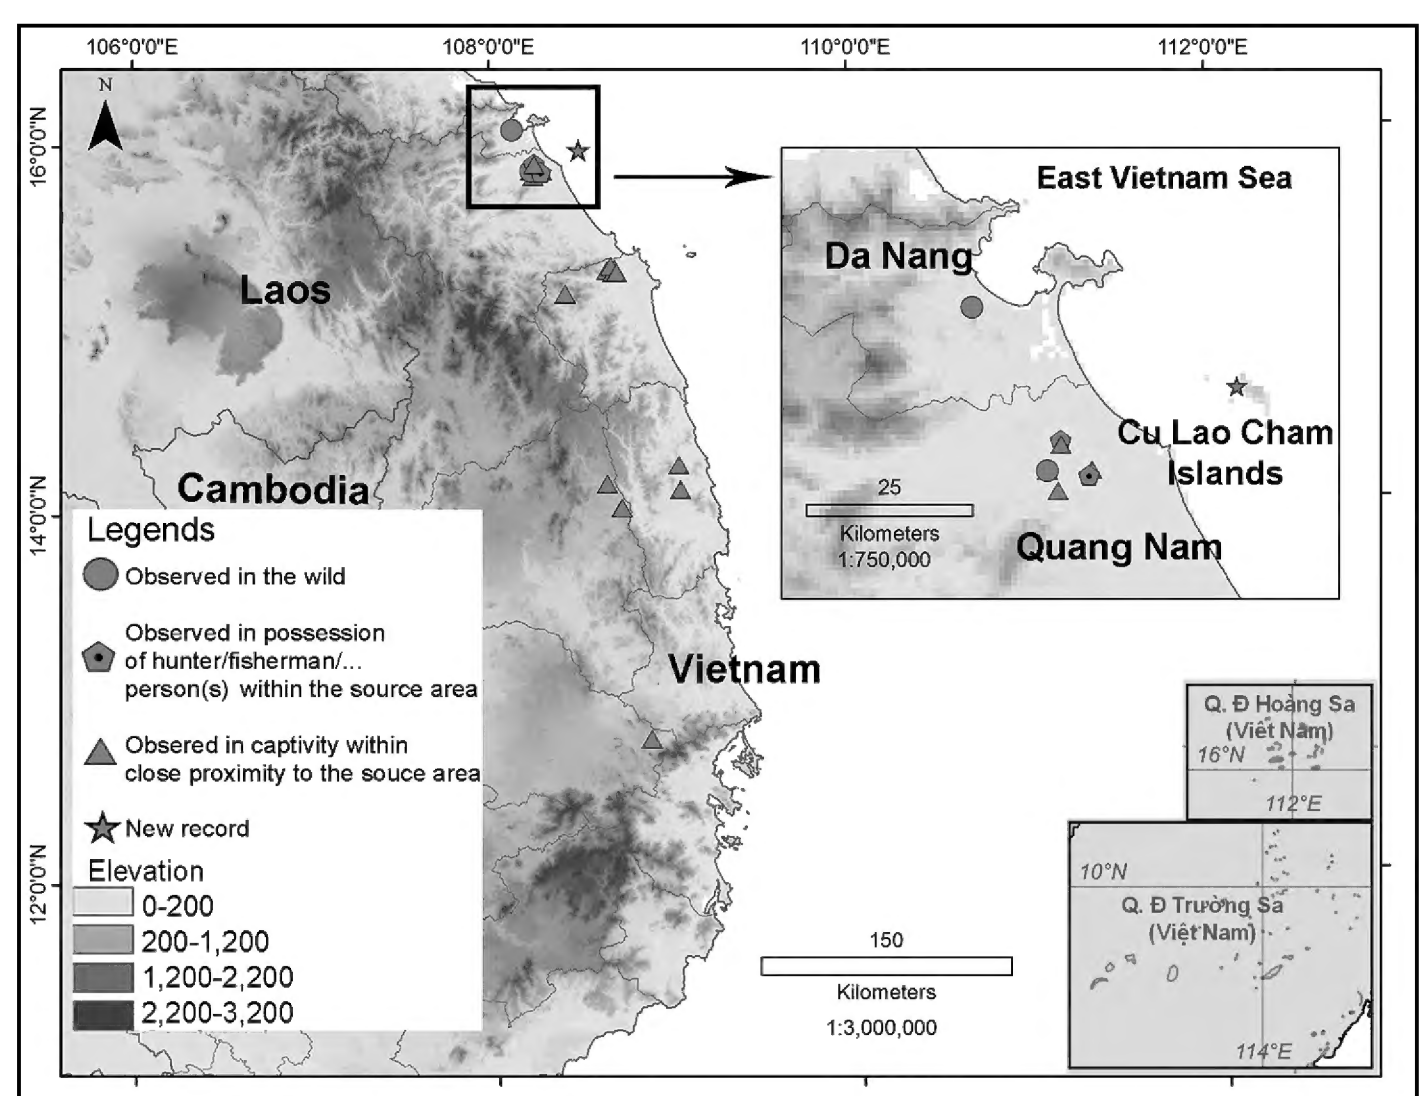 106°0'0"E
108°0'0"E
110°0'0"E
112°0'0"E
16°0'0"N
14°0'0"N
12°0'0"N
N
Laos
Cambodia
Vietnam
East Vietnam Sea
Da Nang
Cu Lao Cham
Islands
25
Kilometers
1:750,000
Quang Nam
Legends
Observed in the wild
Observed in possession
of hunter/fisherman/...
person(s) within the source area
Obsered in captivity within
close proximity to the souce area
New record
Elevation
0-200
200-1,200
1,200-2,200
2,200-3,200
150
Kilometers
1:3,000,000
Q. Đ Hoàng Sa
(Việt Nam)
16°N
112°E
10°N
Q. Đ Trường Sa
(Việt Nam)
114°E